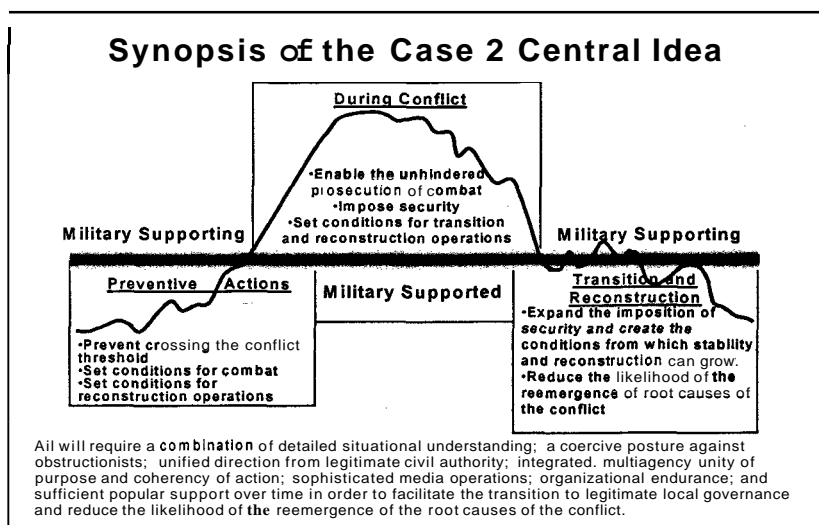 Synopsis of the Case 2 Central Idea
During Conflict
•Enable the unhindered
prosecution of combat
•Impose security
•Set conditions for transition
and reconstruction operations
Military Supporting
Military Supporting
Preventive Actions
•Prevent crossing the conflict
threshold
•Set conditions for combat
•Set conditions for
reconstruction operations
Military Supported
Transition and
Reconstruction
•Expand the imposition of
security and create the
conditions from which stability
and reconstruction can grow.
•Reduce the likelihood of the
reemergence of root causes of
the conflict
Ail will require a combination of detailed situational understanding; a coercive posture against
obstructionists; unified direction from legitimate civil authority; integrated. multiagency unity of
purpose and coherency of action; sophisticated media operations; organizational endurance; and
sufficient popular support over time in order to facilitate the transition to legitimate local governance
and reduce the likelihood of the reemergence of the root causes of the conflict.